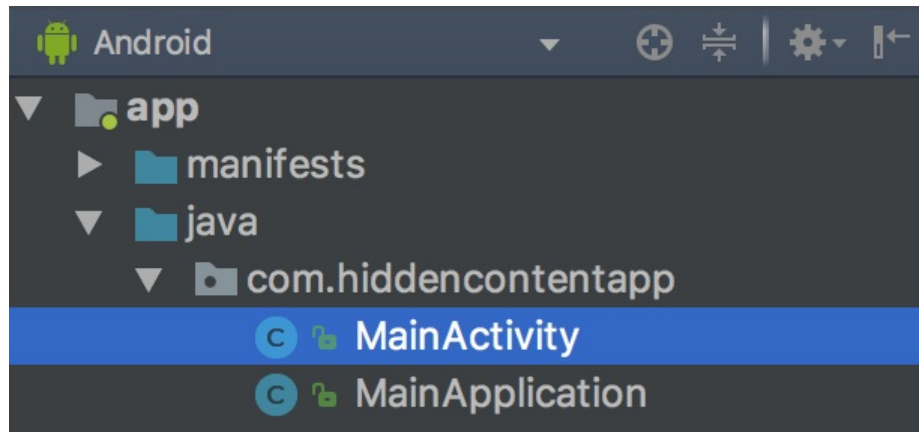 Android
app
manifests
java
com.hiddencontentapp
C MainActivity
C MainApplication